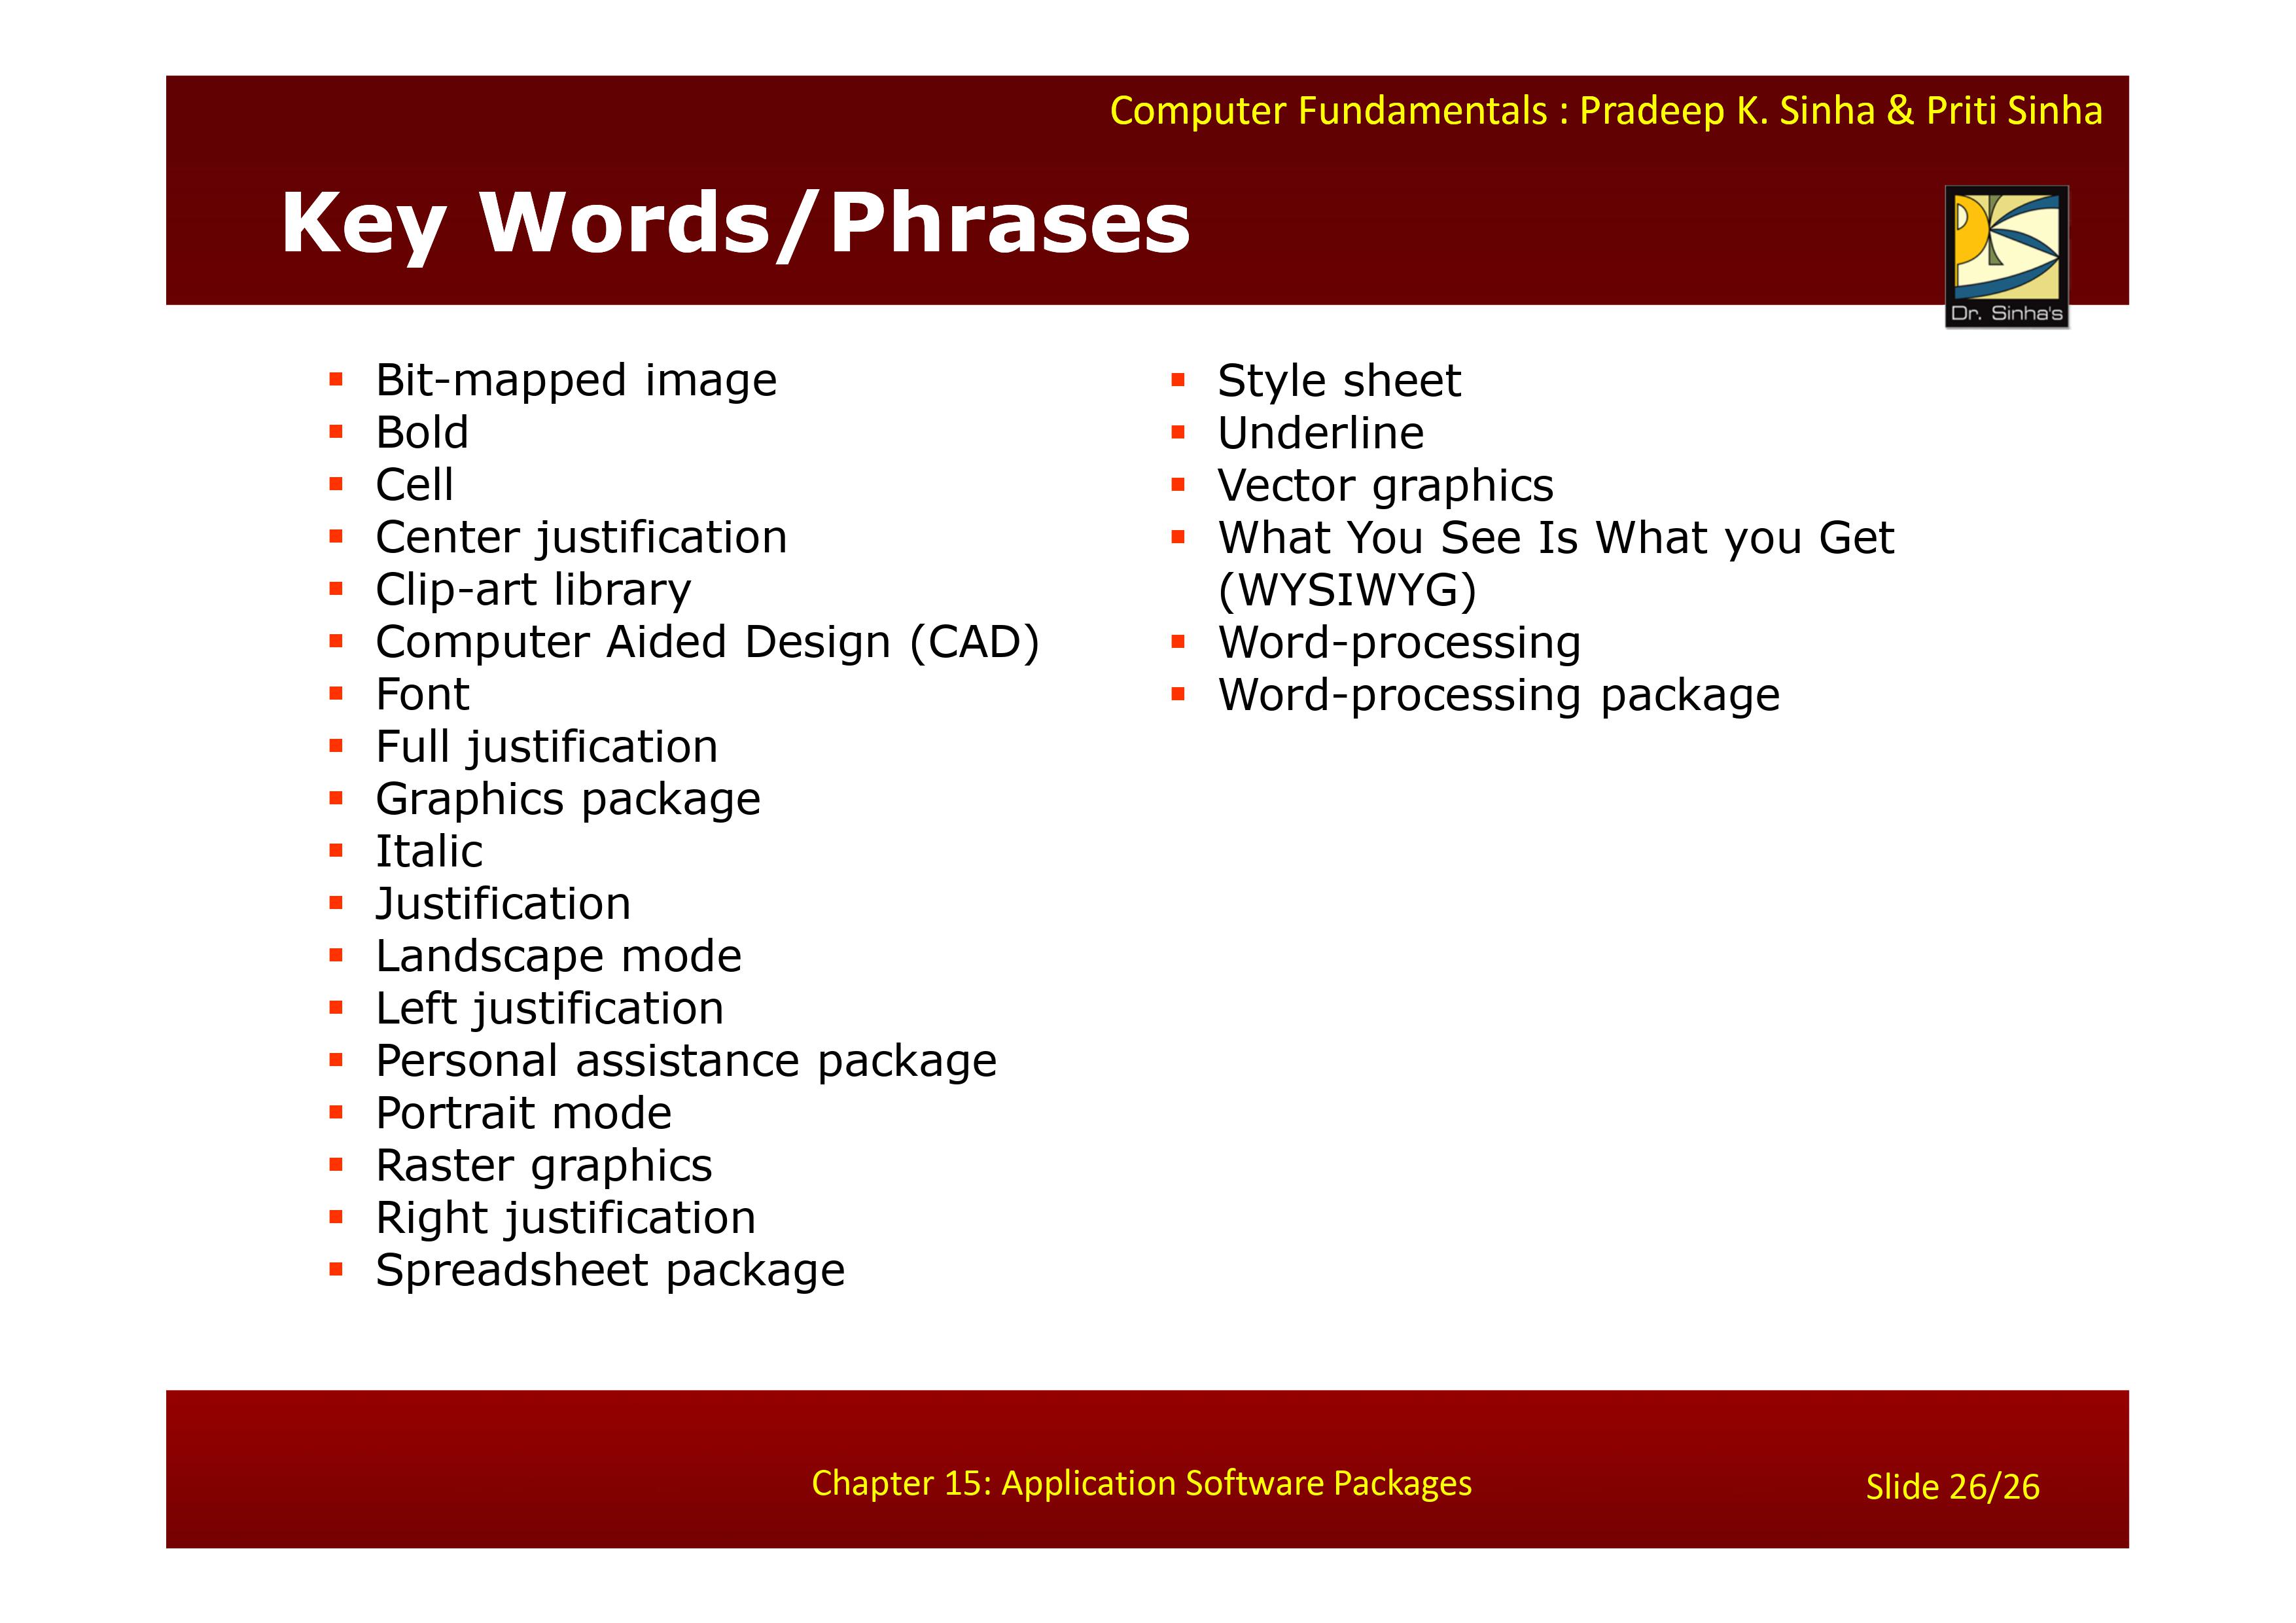 Computer Fundamentals : Pradeep K. Sinha & Priti Sinha
Key Words/Phrases
Dr. Sinha's
▪ Bit-mapped image
▪ Bold
▪ Cell
▪ Center justification
▪ Clip-art library
▪ Computer Aided Design (CAD)
▪ Font
▪ Full justification
▪ Graphics package
▪ Italic
▪ Justification
▪ Landscape mode
▪ Left justification
▪ Personal assistance package
▪ Portrait mode
▪ Raster graphics
▪ Right justification
▪ Spreadsheet package
▪ Style sheet
▪ Underline
▪ Vector graphics
▪ What You See Is What you Get
(WYSIWYG)
▪ Word-processing
▪ Word-processing package
Chapter 15: Application Software Packages
Slide 26/26